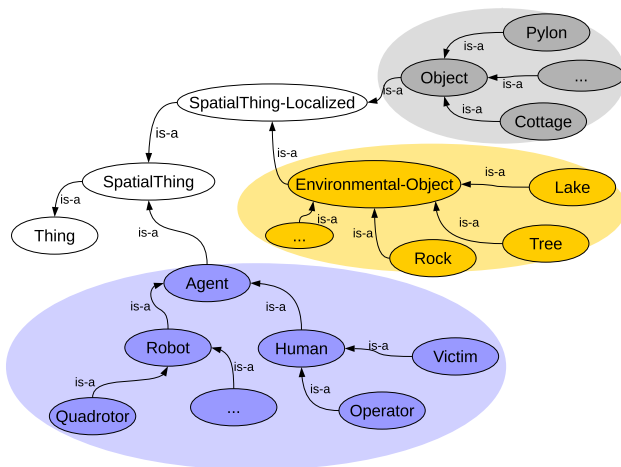 Pylon
is-a
Object
is-a
...
is-a
is-a
Cottage
SpatialThing-Localized
is-a
is-a
SpatialThing
is-a
Thing
is-a
Environmental-Object
is-a
Lake
is-a
...
is-a
Rock
is-a
Tree
Agent
is-a
is-a
Robot
Human
is-a
Victim
is-a
is-a
is-a
Quadrotor
...
Operator